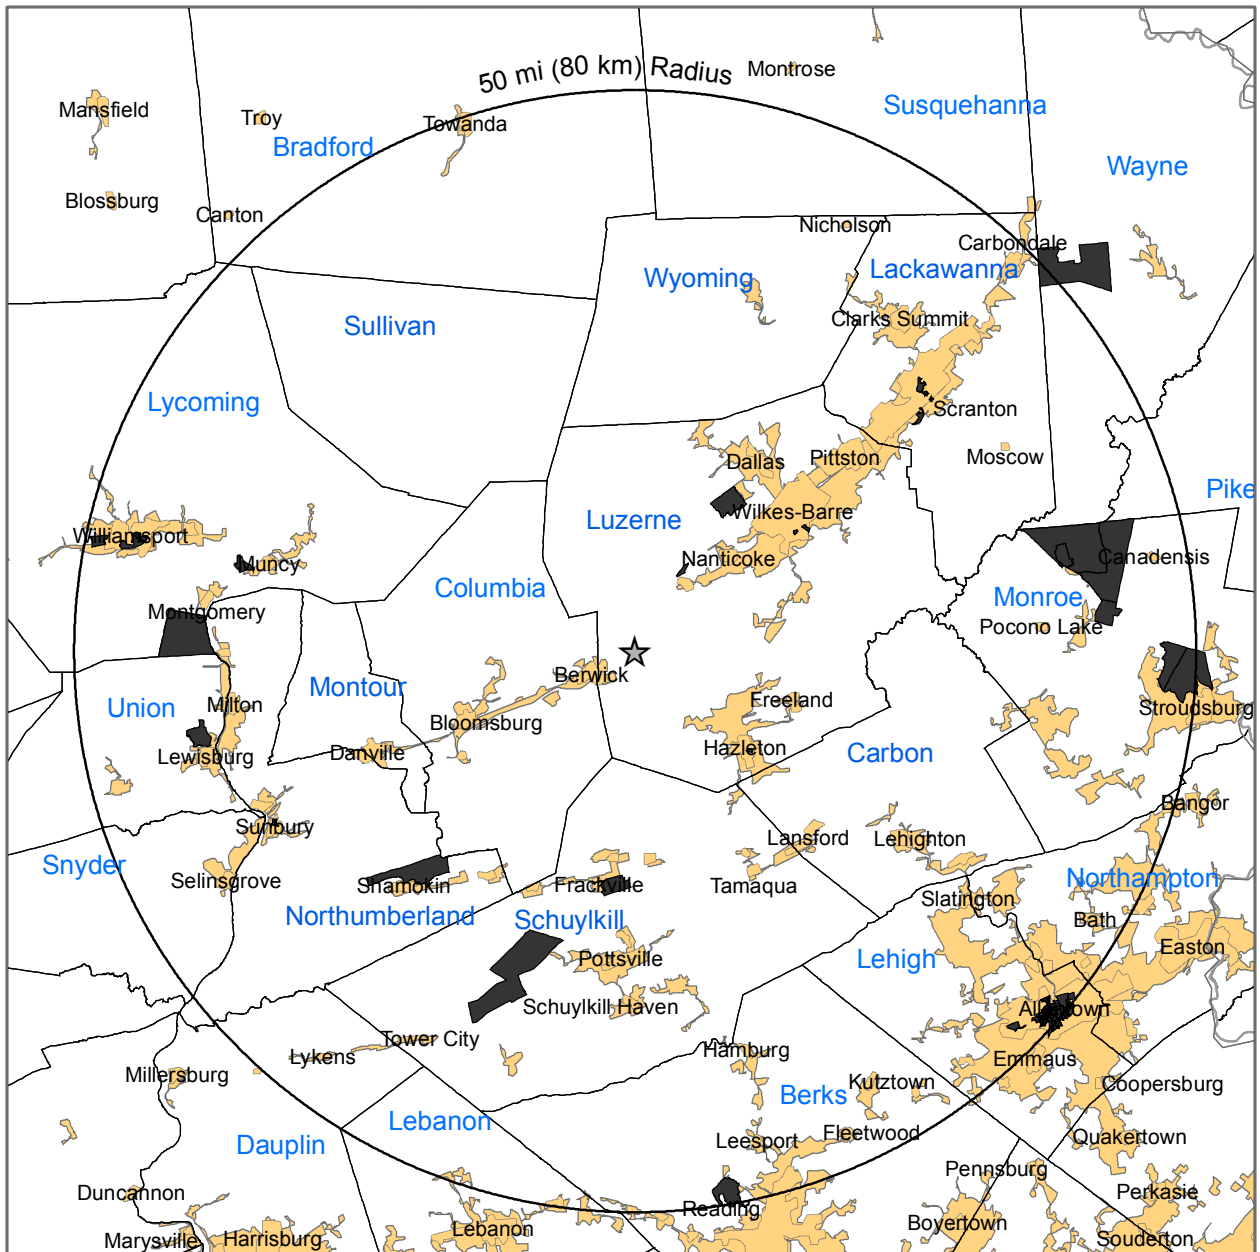 50 mi (80 km) Radius
Montrose
Susquehanna
Mansfield
Troy
Towanda
Bradford
Wayne
Blossburg
Canton
Nicholson
Carbondale
Wyoming
Lackawanna
Sullivan
Clarks Summit
Lycoming
Scranton
Dallas
Pittston
Moscow
Pike
Luzerne
Wilkes-Barre
Williamsport
Muncy
Nanticoke
Canadensis
Columbia
Monroe
Montgomery
Pocono Lake
Berwick
Montour
Union
Milton
Freeland
Stroudsburg
Bloomsburg
Lewisburg
Danville
Hazleton
Carbon
Bangor
Sunbury
Lansford
Lehighton
Snyder
Selinsgrove
Shamokin
Frackville
Tamaqua
Northampton
Slatington
Northumberland
Schuylkill
Bath
Easton
Pottsville
Lehigh
Schuylkill Haven
Allentown
Tower City
Lykens
Hamburg
Emmaus
Millersburg
Berks
Kutztown
Coopersburg
Lebanon
Dauplin
Leesport
Fleetwood
Quakertown
Pennsburg
Duncannon
Perkasie
Reading
Lebanon
Boyertown
Marysville
Harrisburg
Souderton